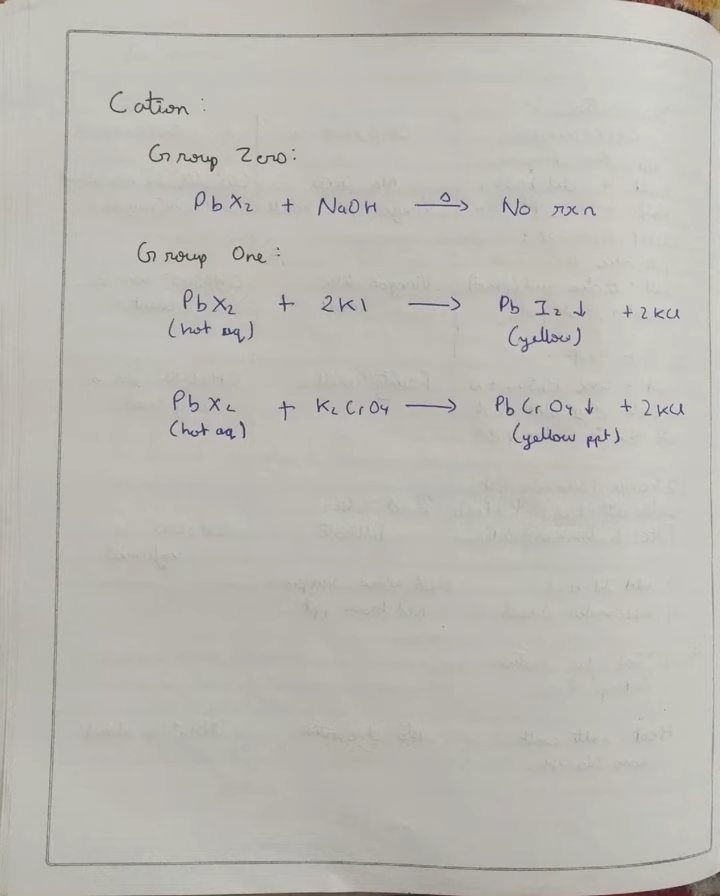 Cation:
Group Zero:
PbX₂ + NaOH —Δ→ No rxn
Group One:
PbX₂ + 2KI ⟶ PbI₂↓ + 2KCl
(hot aq) (yellow)
PbX₂ + K₂CrO₄ ⟶ PbCrO₄↓ + 2KCl
(hot aq) (yellow ppt)